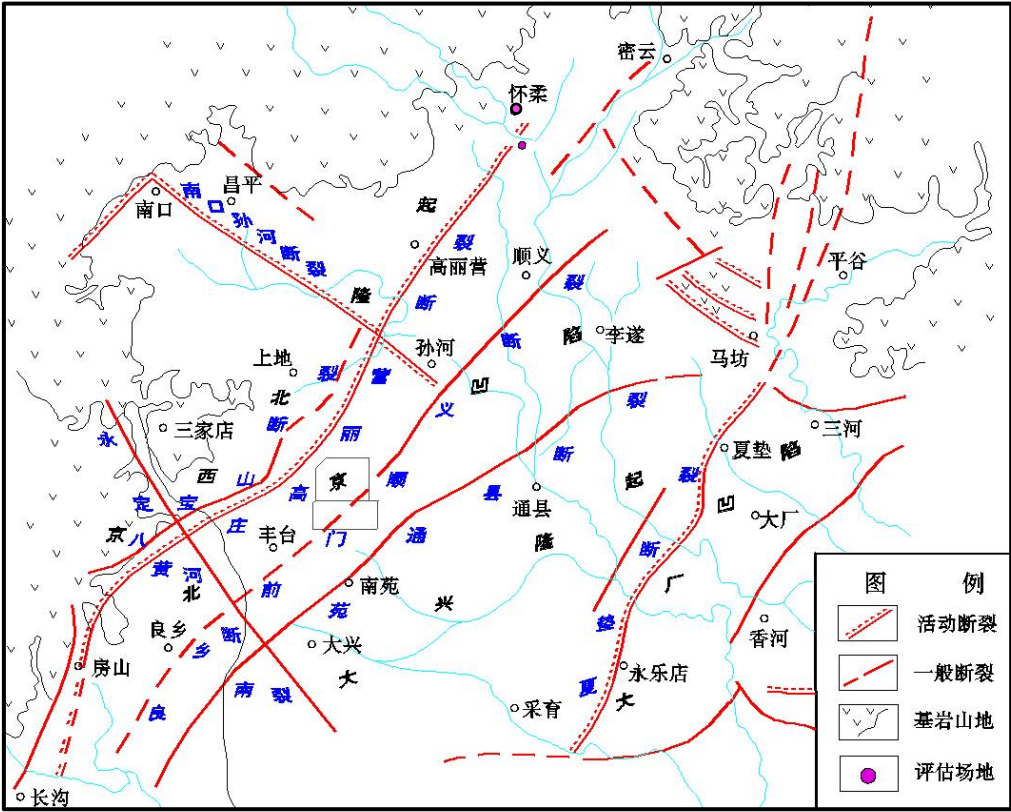 密云
怀柔
昌平
南口
南口孙河断裂
高丽营
顺义
平谷
李遂
马坊
孙河
上地
三家店
三河
夏垫
大厂
通县
丰台
南苑
大兴
良乡
房山
长沟
采育
永乐店
香河
京西北隆起
北京凹陷
大兴隆起
大厂凹陷
八宝山断裂
黄庄高丽营断裂
永定河断裂
良乡前门顺义断裂
南苑通县断裂
夏垫断裂
图 例
活动断裂
一般断裂
基岩山地
评估场地